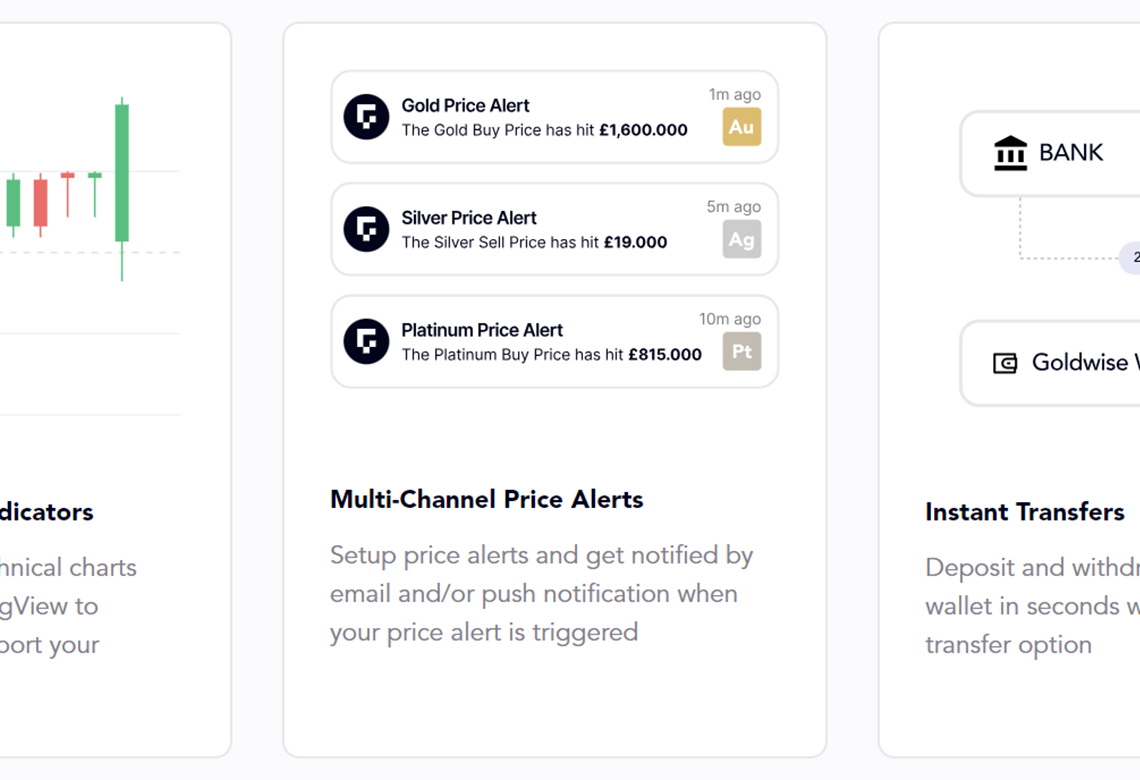 dicators
hnical charts
gView to
port your
Gold Price Alert
The Gold Buy Price has hit £1,600.000
1m ago
Au
Silver Price Alert
The Silver Sell Price has hit £19.000
5m ago
Ag
Platinum Price Alert
The Platinum Buy Price has hit £815.000
10m ago
Pt
Multi-Channel Price Alerts
Setup price alerts and get notified by
email and/or push notification when
your price alert is triggered
BANK
2
Goldwise
Instant Transfers
Deposit and withdr
wallet in seconds w
transfer option